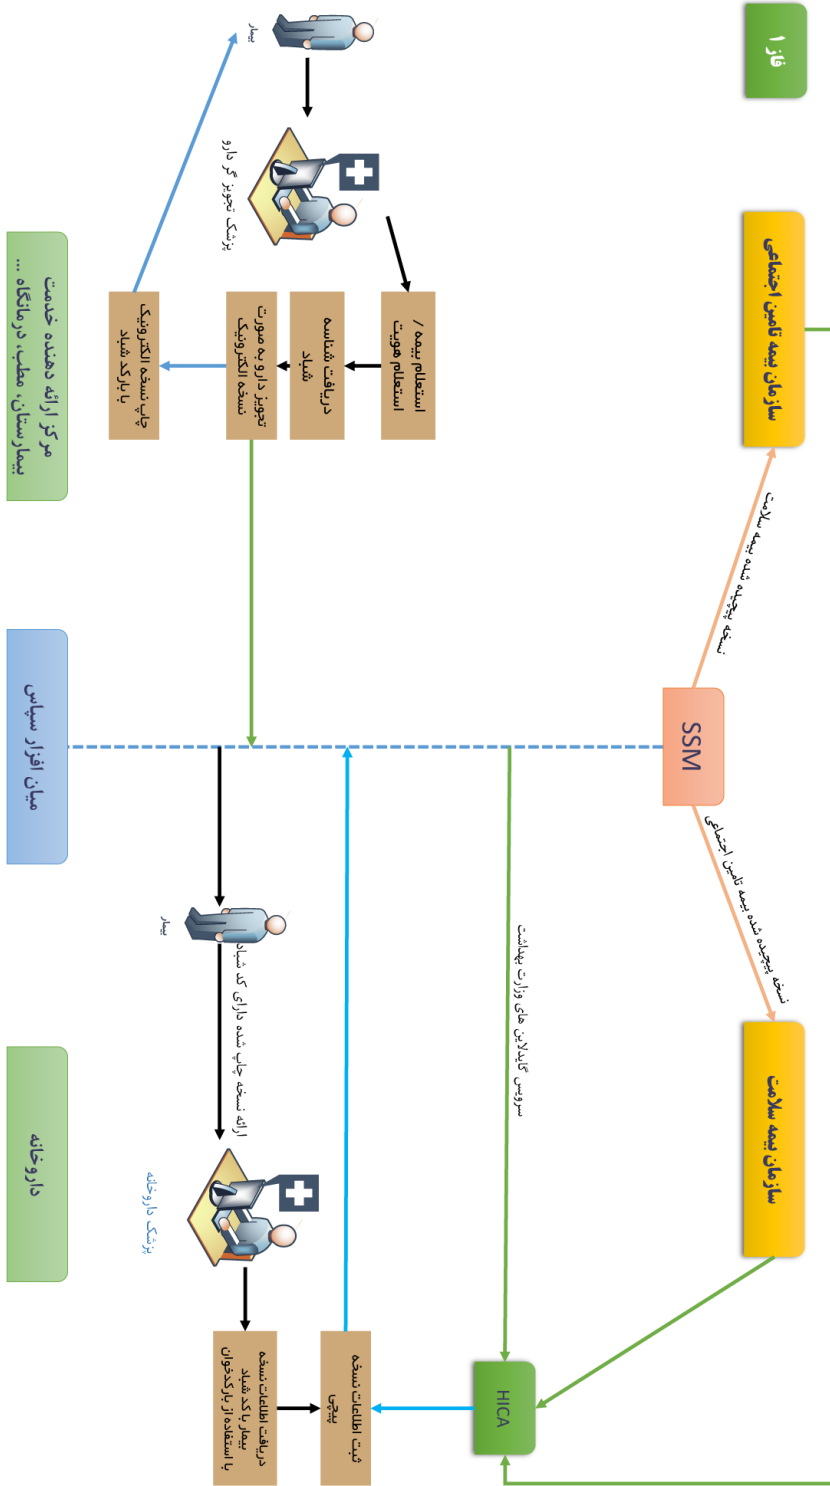 فاز ۱
سازمان بیمه تامین اجتماعی
نسخه پیچیده شده بیمه سلامت
SSM
نسخه پیچیده شده بیمه تامین اجتماعی
سازمان بیمه سلامت
سرویس گایدلاین های وزارت بهداشت
HICA
بیمار
پزشک تجویز گر دارو
استعلام بیمه /
استعلام هویت
دریافت شناسه
شباد
تجویز دارو به صورت
نسخه الکترونیک
چاپ نسخه الکترونیک
با بارکد شباد
بیمار
ارائه نسخه چاپ شده دارای کد شباد
پزشک داروخانه
دریافت اطلاعات نسخه
بیمار با کد شباد
با استفاده از بارکدخوان
ثبت اطلاعات نسخه
پیچی
مرکز ارائه دهنده خدمت
بیمارستان، مطب، درمانگاه ...
میان افزار سپاس
داروخانه